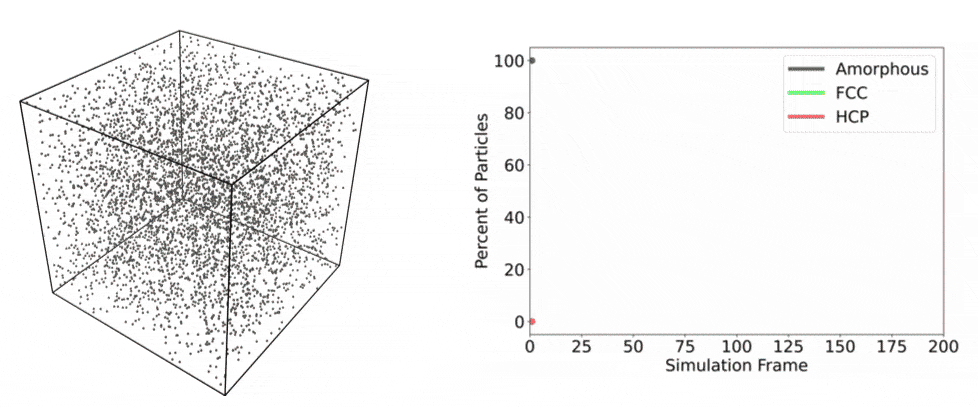 100
80
60
40
20
0
Percent of Particles
Amorphous
FCC
HCP
0 25 50 75 100 125 150 175 200
Simulation Frame